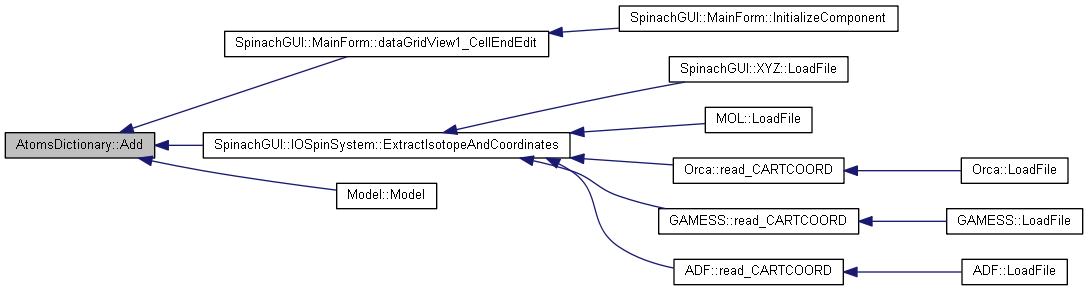 SpinachGUI::MainForm::InitializeComponent
SpinachGUI::MainForm::dataGridView1_CellEndEdit
SpinachGUI::XYZ::LoadFile
MOL::LoadFile
AtomsDictionary::Add
SpinachGUI::IOSpinSystem::ExtractIsotopeAndCoordinates
Orca::read_CARTCOORD
Orca::LoadFile
Model::Model
GAMESS::read_CARTCOORD
GAMESS::LoadFile
ADF::read_CARTCOORD
ADF::LoadFile